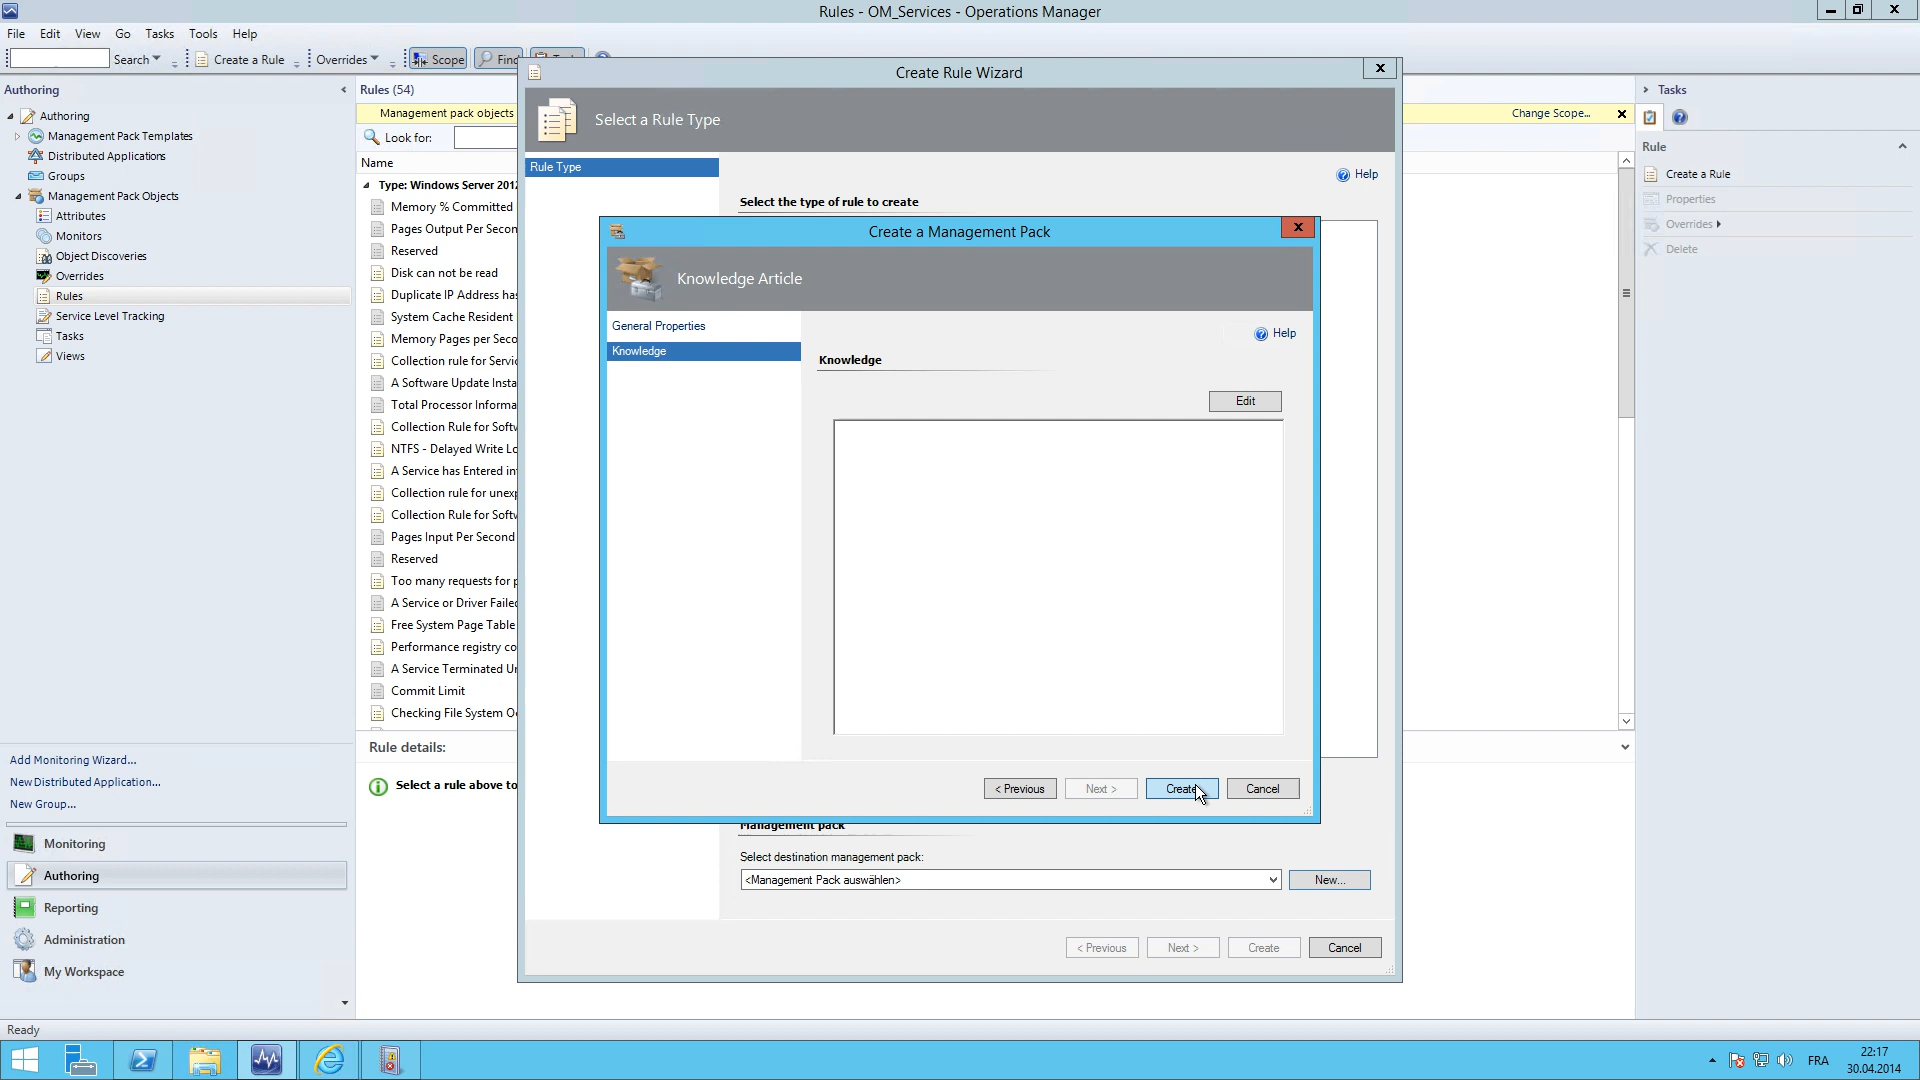 Rules - OM_Services - Operations Manager
File Edit View Go Tasks Tools Help
Search Create a Rule Overrides Scope Find
Authoring
Authoring
Management Pack Templates
Distributed Applications
Groups
Management Pack Objects
Attributes
Monitors
Object Discoveries
Overrides
Rules
Service Level Tracking
Tasks
Views
Add Monitoring Wizard...
New Distributed Application...
New Group...
Monitoring
Authoring
Reporting
Administration
My Workspace
Ready
Rules (54)
Management pack objects
Change Scope...
Look for:
Name
Type: Windows Server 2012
Memory % Committed
Pages Output Per Secon
Reserved
Disk can not be read
Duplicate IP Address has
System Cache Resident
Memory Pages per Seco
Collection rule for Servic
A Software Update Insta
Total Processor Informa
Collection Rule for Softw
NTFS - Delayed Write Lo
A Service has Entered in
Collection rule for unexp
Collection Rule for Softw
Pages Input Per Second
Reserved
Too many requests for p
A Service or Driver Failed
Free System Page Table
Performance registry co
A Service Terminated Un
Commit Limit
Checking File System O
Rule details:
Select a rule above to
Create Rule Wizard
Select a Rule Type
Rule Type
Help
Select the type of rule to create
Create a Management Pack
Knowledge Article
General Properties
Knowledge
Help
Knowledge
Edit
< Previous Next > Create Cancel
Management pack
Select destination management pack:
<Management Pack auswählen>
New...
< Previous Next > Create Cancel
Tasks
Rule
Create a Rule
Properties
Overrides
Delete
FRA
22:17
30.04.2014